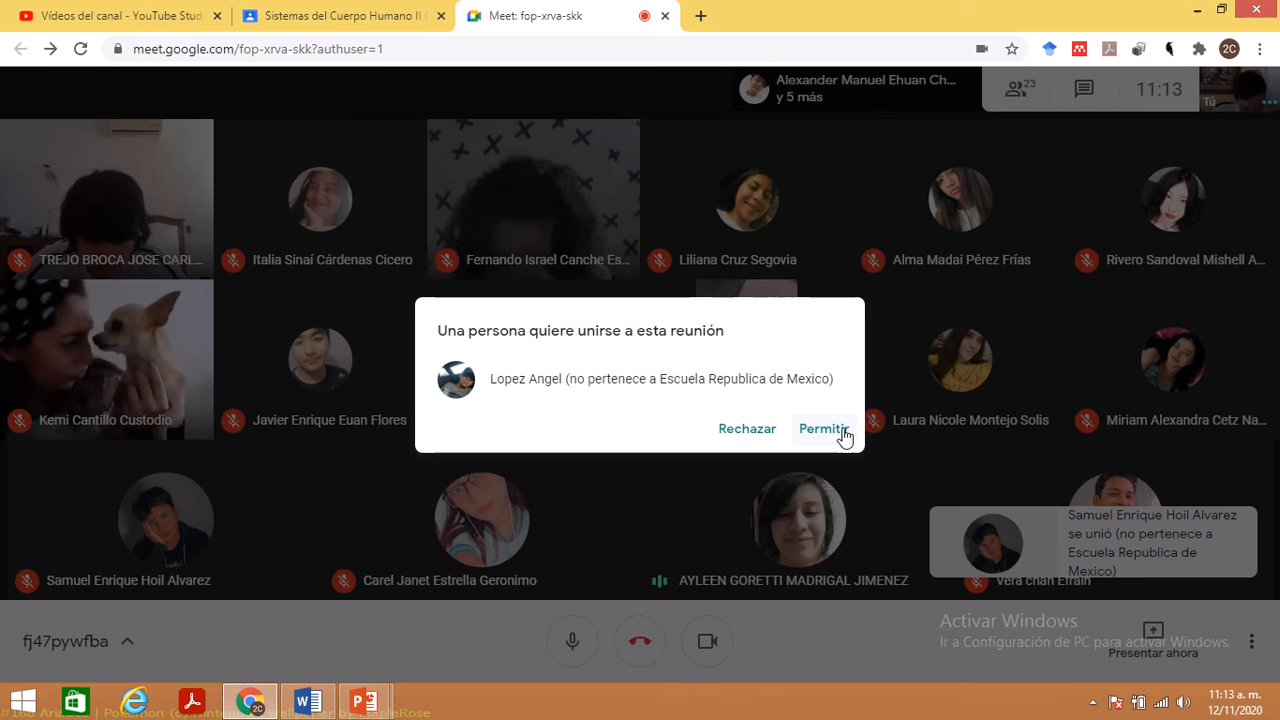 Vídeos del canal - YouTube Studi
Sistemas del Cuerpo Humano II G
Meet: fop-xrva-skk
meet.google.com/fop-xrva-skk?authuser=1
2C
Alexander Manuel Ehuan Ch...
y 5 más
23
11:13
Tú
TREJO BROCA JOSE CARL...
Italia Sinaí Cárdenas Cicero
Fernando Israel Canche Es...
Liliana Cruz Segovia
Alma Madai Pérez Frías
Rivero Sandoval Mishell A...
Una persona quiere unirse a esta reunión
Lopez Angel (no pertenece a Escuela Republica de Mexico)
Rechazar
Permitir
Kemi Cantillo Custodio
Javier Enrique Euan Flores
Laura Nicole Montejo Solis
Miriam Alexandra Cetz Na...
Samuel Enrique Hoil Alvarez
se unió (no pertenece a
Escuela Republica de
Mexico)
Samuel Enrique Hoil Alvarez
Carel Janet Estrella Geronimo
AYLEEN GORETTI MADRIGAL JIMENEZ
Vera chan Efrain
fj47pywfba
Activar Windows
Ir a Configuración de PC para activar Windows.
Presentar ahora
11:13 a. m.
12/11/2020